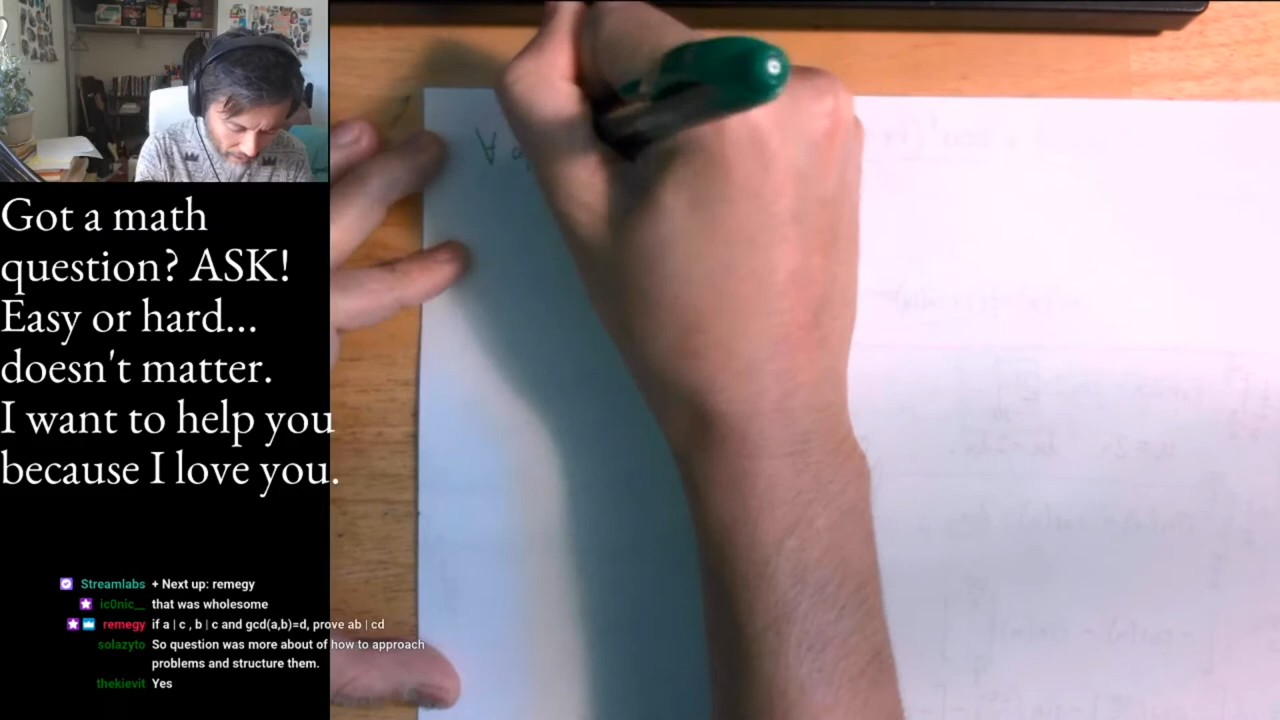 Got a math
question? ASK!
Easy or hard...
doesn't matter.
I want to help you
because I love you.
Streamlabs + Next up: remegy
ic0nic__ that was wholesome
remegy if a | c , b | c and gcd(a,b)=d, prove ab | cd
solazyto So question was more about of how to approach
problems and structure them.
thekievit Yes